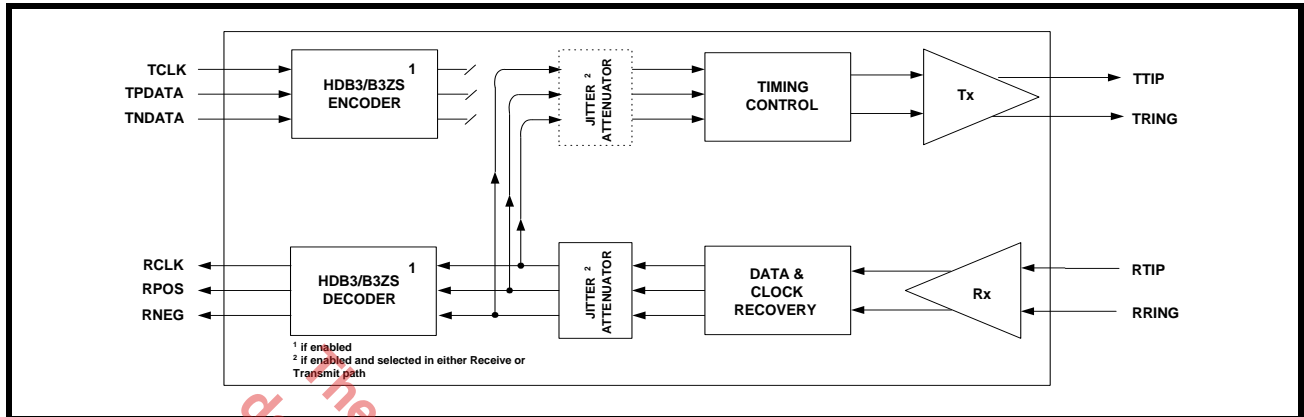 TCLK
TPDATA
TNDATA
HDB3/B3ZS 1
ENCODER
JITTER 2
ATTENUATOR
TIMING
CONTROL
Tx
TTIP
TRING
RCLK
RPOS
RNEG
HDB3/B3ZS 1
DECODER
JITTER 2
ATTENUATOR
DATA &
CLOCK
RECOVERY
Rx
RTIP
RRING
1 if enabled
2 if enabled and selected in either Receive or
Transmit path
The